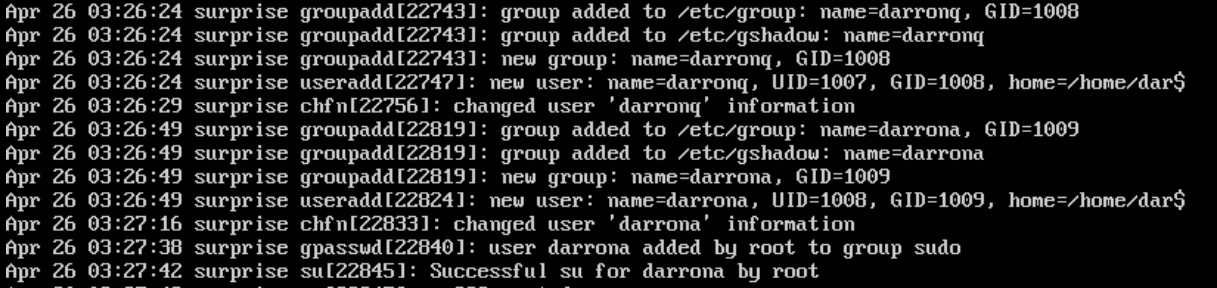 Apr 26 03:26:24 surprise groupadd[22743]: group added to /etc/group: name=darronq, GID=1008
Apr 26 03:26:24 surprise groupadd[22743]: group added to /etc/gshadow: name=darronq
Apr 26 03:26:24 surprise groupadd[22743]: new group: name=darronq, GID=1008
Apr 26 03:26:24 surprise useradd[22747]: new user: name=darronq, UID=1007, GID=1008, home=/home/dar$
Apr 26 03:26:29 surprise chfn[22756]: changed user 'darronq' information
Apr 26 03:26:49 surprise groupadd[22819]: group added to /etc/group: name=darrona, GID=1009
Apr 26 03:26:49 surprise groupadd[22819]: group added to /etc/gshadow: name=darrona
Apr 26 03:26:49 surprise groupadd[22819]: new group: name=darrona, GID=1009
Apr 26 03:26:49 surprise useradd[22824]: new user: name=darrona, UID=1008, GID=1009, home=/home/dar$
Apr 26 03:27:16 surprise chfn[22833]: changed user 'darrona' information
Apr 26 03:27:38 surprise gpasswd[22840]: user darrona added by root to group sudo
Apr 26 03:27:42 surprise su[22845]: Successful su for darrona by root